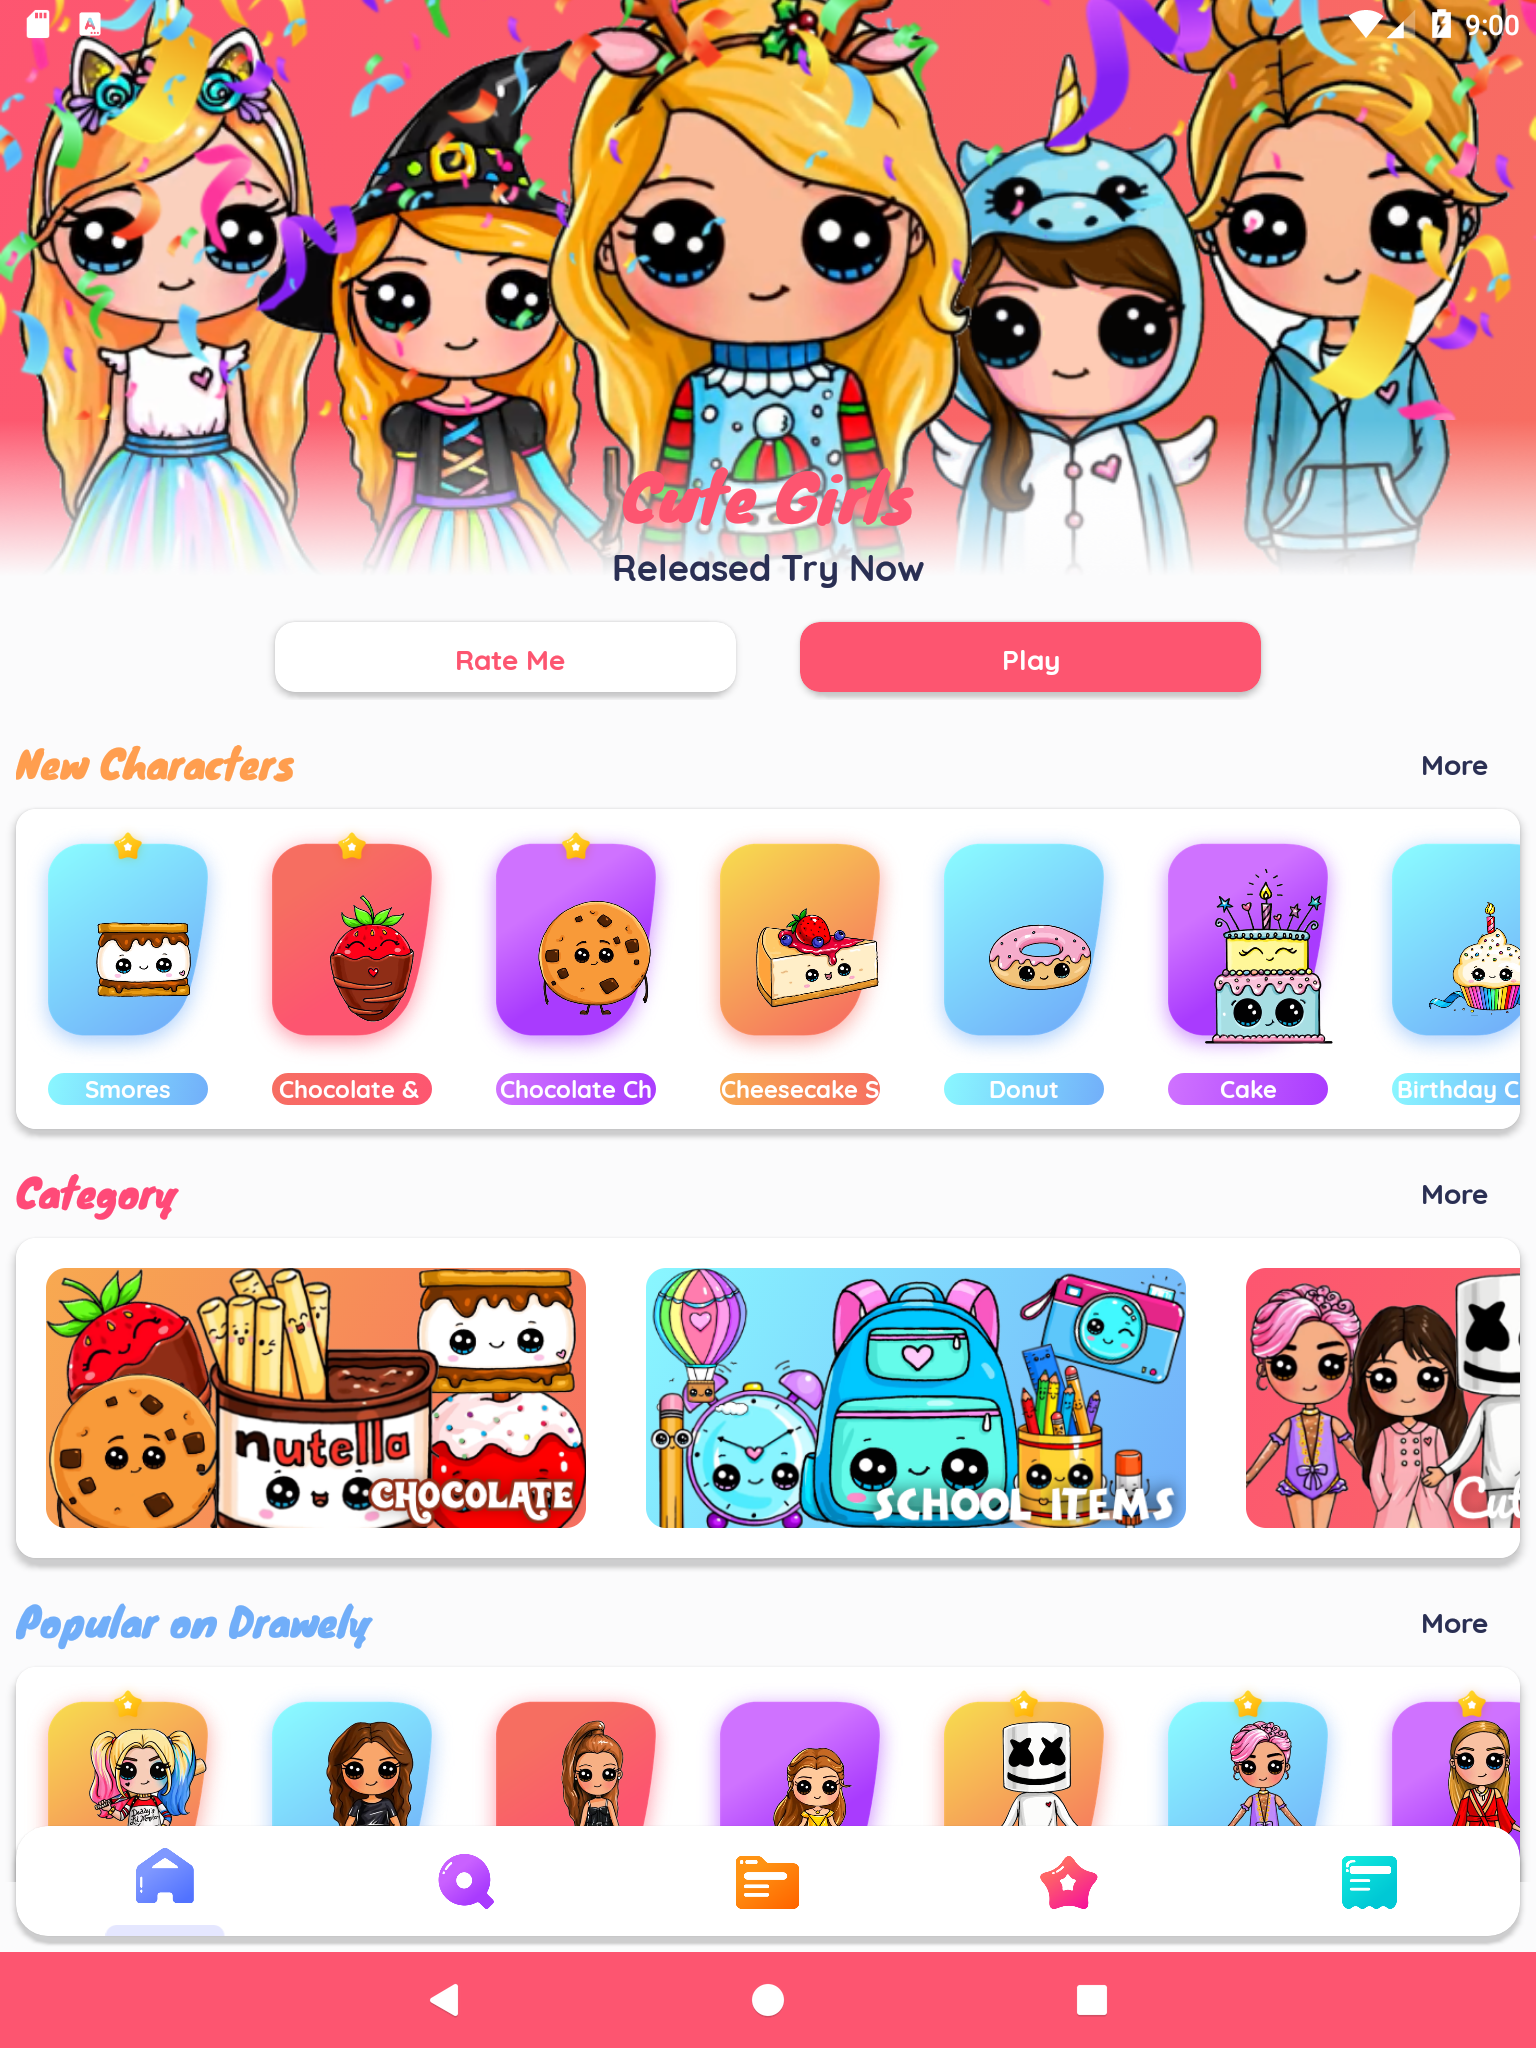 9:00
Cute Girls
Released Try Now
Rate Me
Play
New Characters
More
Smores
Chocolate &
Chocolate Ch
Cheesecake S
Donut
Cake
Birthday C
Category
More
nutella
CHOCOLATE
SCHOOL ITEMS
Cut
Popular on Drawely
More